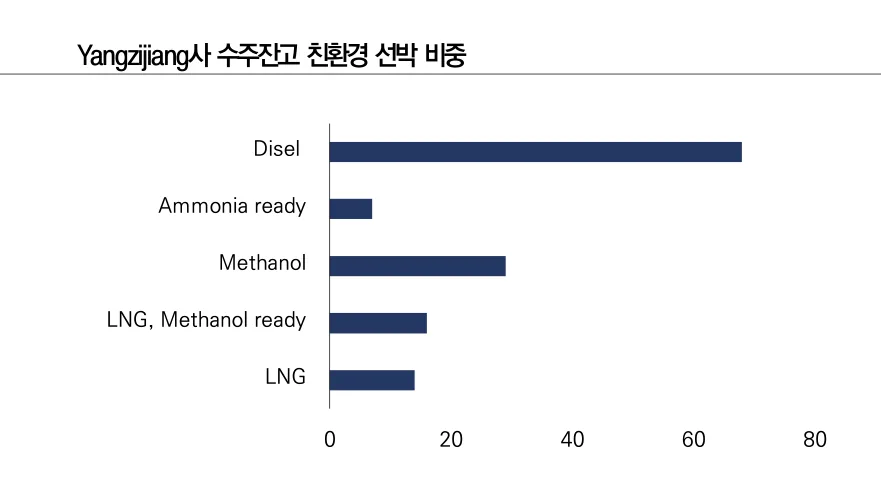 Yangzijiang사 수주잔고 친환경 선박 비중
Disel
Ammonia ready
Methanol
LNG, Methanol ready
LNG
0 20 40 60 80